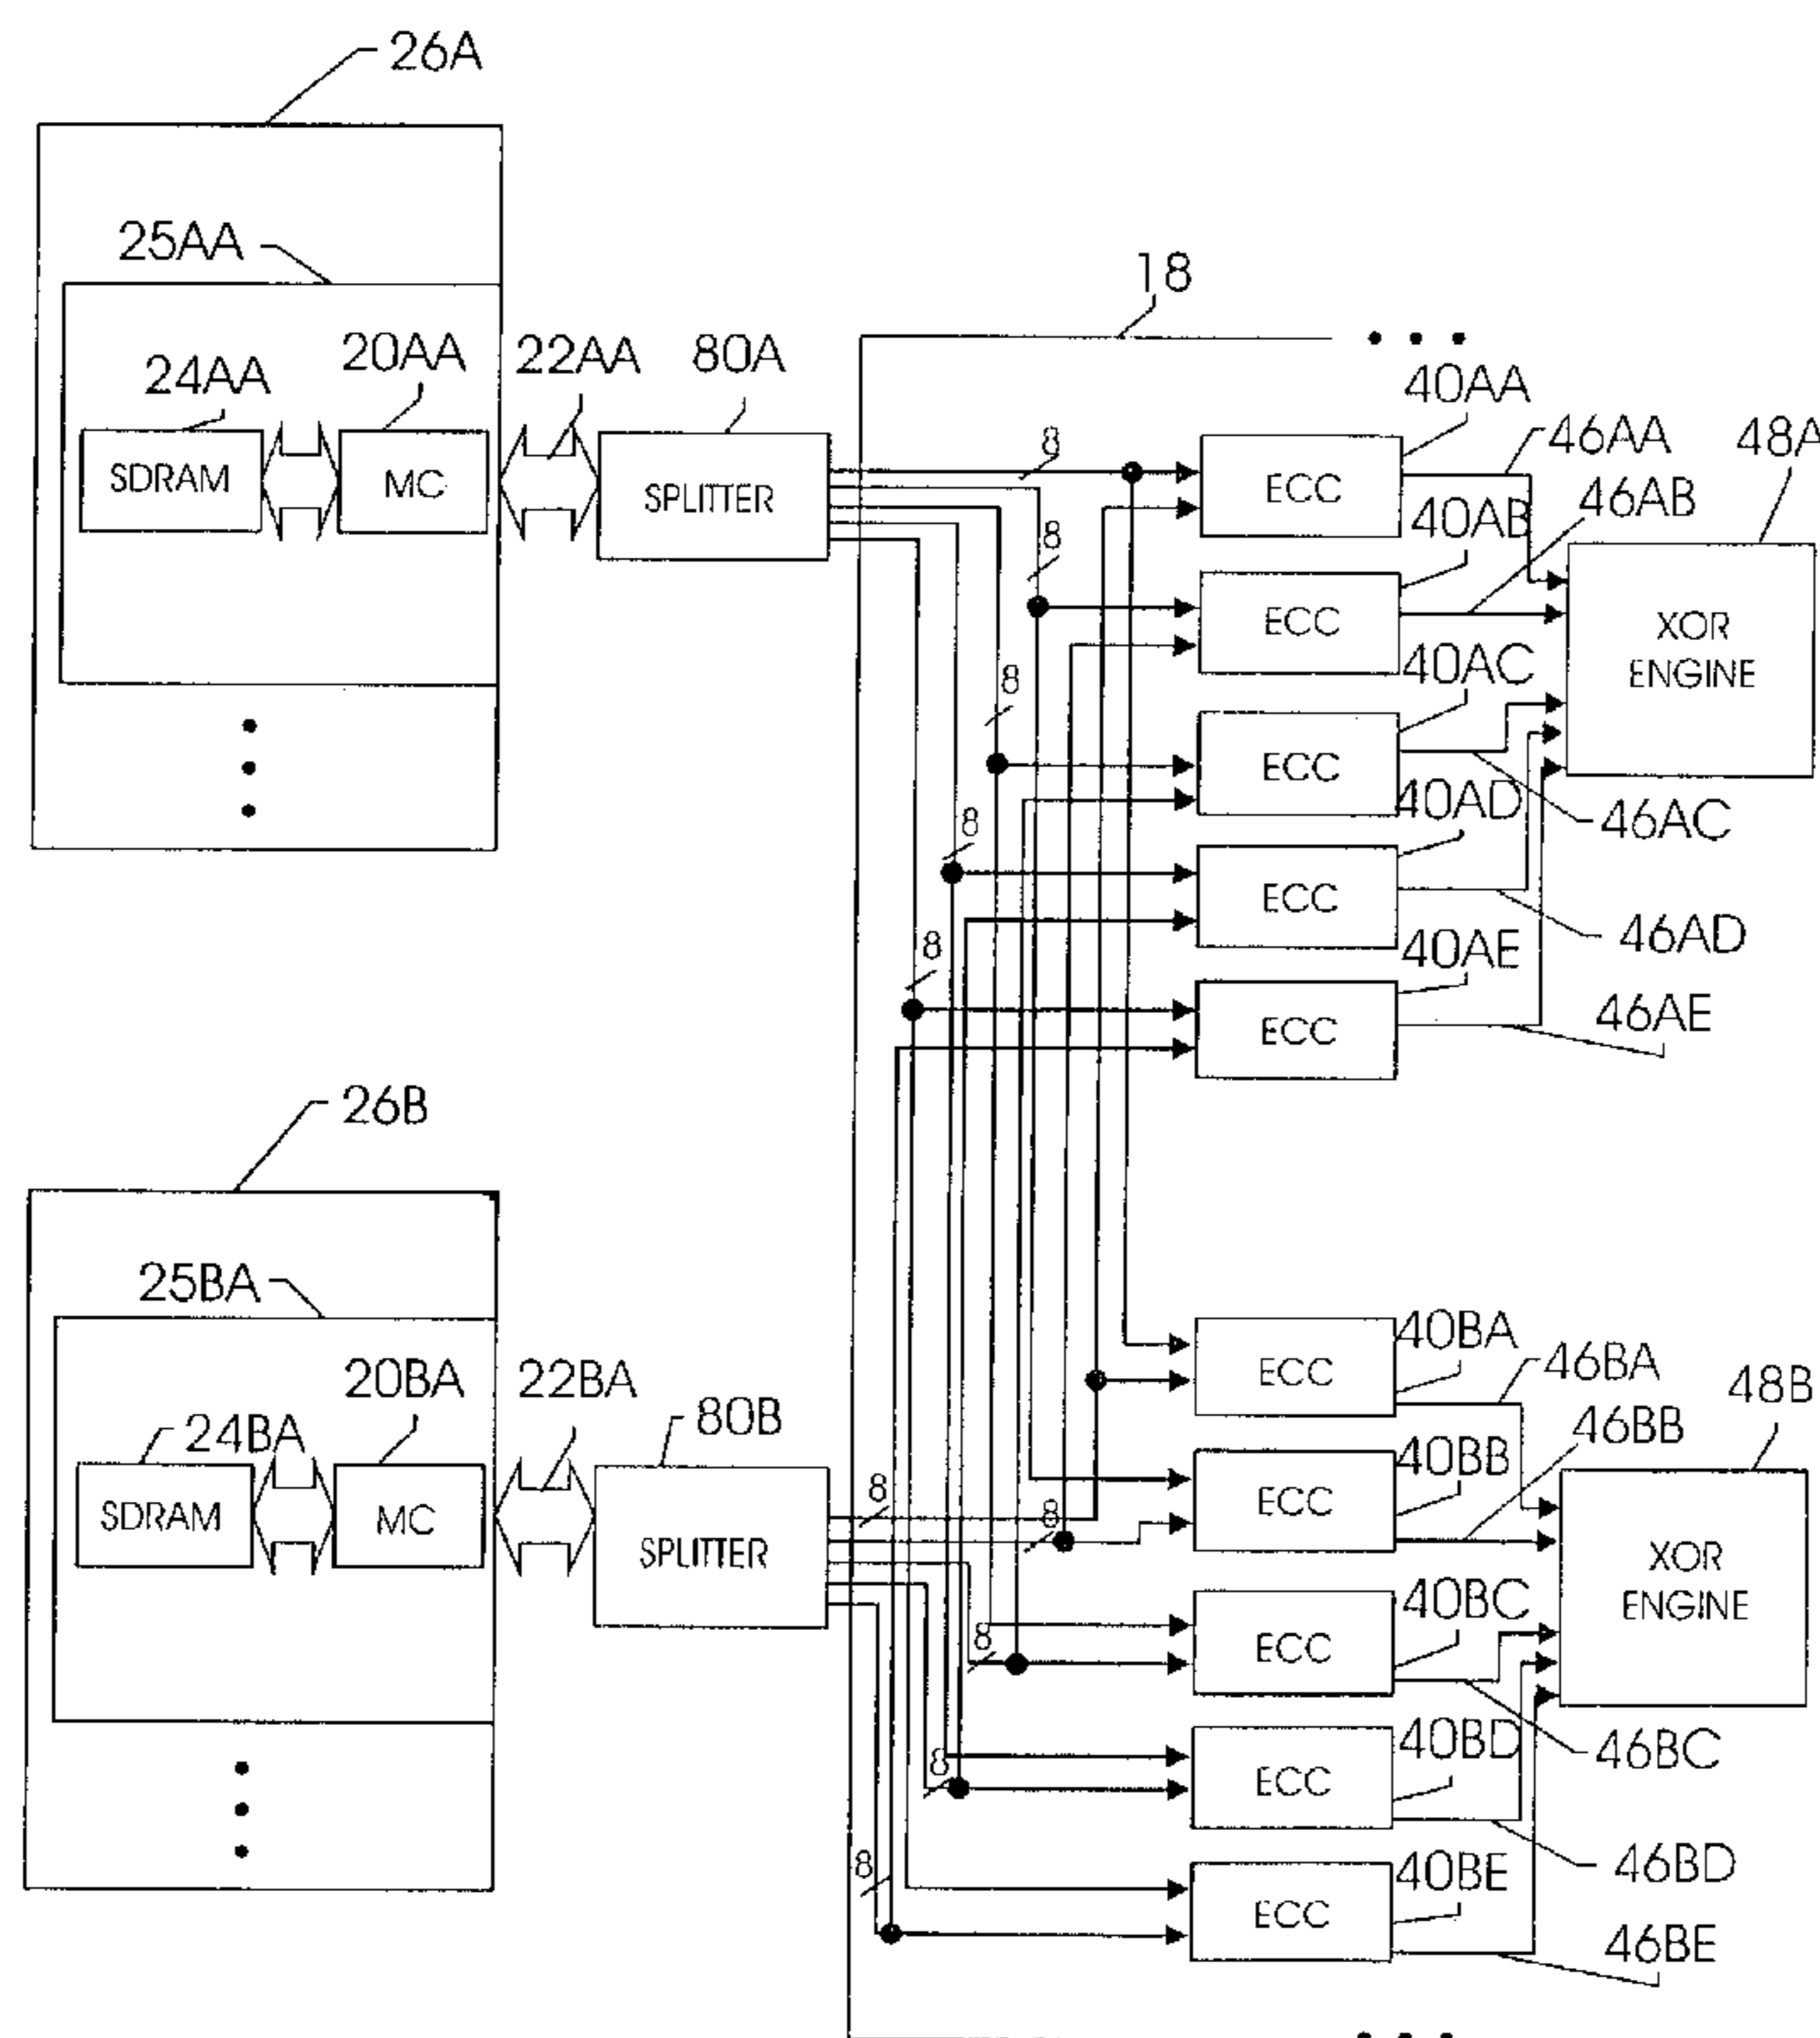 26A
25AA
18
24AA
20AA
22AA
80A
40AA
46AA
48A
SDRAM
MC
SPLITTER
8
ECC
46AB
40AB
8
ECC
XOR
ENGINE
40AC
8
ECC
46AC
40AD
8
ECC
46AD
40AE
8
ECC
46AE
26B
25BA
40BA
46BA
48B
ECC
20BA
22BA
80B
24BA
46BB
40BB
SDRAM
MC
SPLITTER
8
8
ECC
XOR
ENGINE
40BC
8
ECC
46BC
40BD
8
ECC
46BD
40BE
8
ECC
46BE